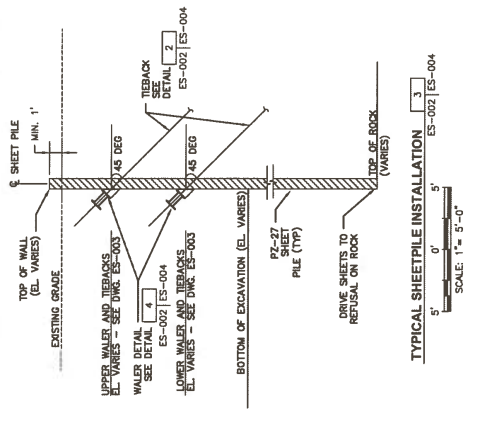 ℄ SHEET PILE
MIN. 1'
TOP OF WALL
(EL. VARIES)
EXISTING GRADE
TIEBACK
SEE
DETAIL 2
ES-002 ES-004
45 DEG
UPPER WALER AND TIEBACKS
EL. VARIES - SEE DWG. ES-003
WALER DETAIL
SEE DETAIL 4
ES-002 ES-004
45 DEG
LOWER WALER AND TIEBACKS
EL. VARIES - SEE DWG. ES-003
BOTTOM OF EXCAVATION (EL. VARIES)
PZ-27
SHEET
PILE (TYP)
TOP OF ROCK
(VARIES)
DRIVE SHEETS TO
REFUSAL ON ROCK
TYPICAL SHEETPILE INSTALLATION 3
ES-002 ES-004
5' 0' 5'
SCALE: 1"= 5'-0"